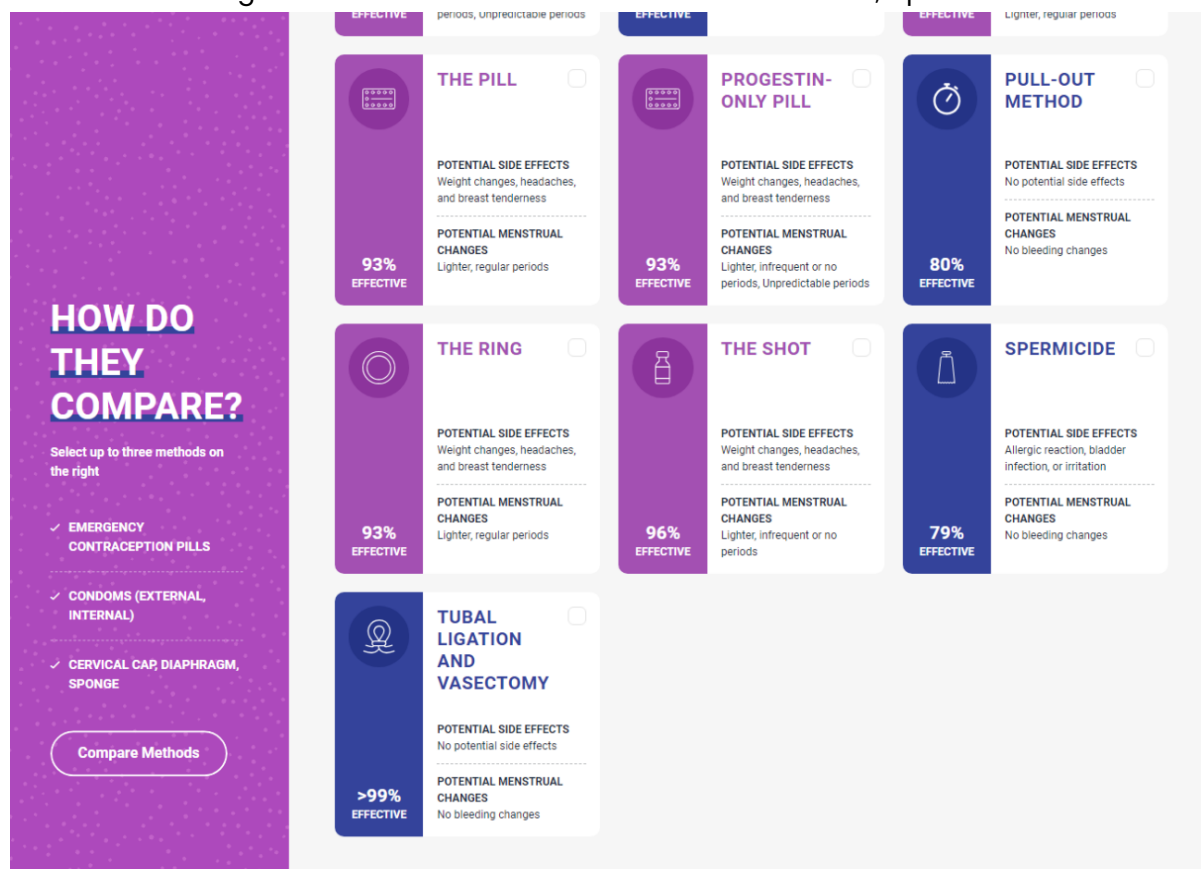 EFFECTIVE
periods, Unpredictable periods
EFFECTIVE
EFFECTIVE
Lighter, regular periods
THE PILL
POTENTIAL SIDE EFFECTS
Weight changes, headaches,
and breast tenderness
POTENTIAL MENSTRUAL
CHANGES
Lighter, regular periods
93%
EFFECTIVE
PROGESTIN-
ONLY PILL
POTENTIAL SIDE EFFECTS
Weight changes, headaches,
and breast tenderness
POTENTIAL MENSTRUAL
CHANGES
Lighter, infrequent or no
periods, Unpredictable periods
93%
EFFECTIVE
PULL-OUT
METHOD
POTENTIAL SIDE EFFECTS
No potential side effects
POTENTIAL MENSTRUAL
CHANGES
No bleeding changes
80%
EFFECTIVE
HOW DO
THEY
COMPARE?
Select up to three methods on
the right
EMERGENCY
CONTRACEPTION PILLS
CONDOMS (EXTERNAL,
INTERNAL)
CERVICAL CAP, DIAPHRAGM,
SPONGE
Compare Methods
THE RING
POTENTIAL SIDE EFFECTS
Weight changes, headaches,
and breast tenderness
POTENTIAL MENSTRUAL
CHANGES
Lighter, regular periods
93%
EFFECTIVE
THE SHOT
POTENTIAL SIDE EFFECTS
Weight changes, headaches,
and breast tenderness
POTENTIAL MENSTRUAL
CHANGES
Lighter, infrequent or no
periods
96%
EFFECTIVE
SPERMICIDE
POTENTIAL SIDE EFFECTS
Allergic reaction, bladder
infection, or irritation
POTENTIAL MENSTRUAL
CHANGES
No bleeding changes
79%
EFFECTIVE
TUBAL
LIGATION
AND
VASECTOMY
POTENTIAL SIDE EFFECTS
No potential side effects
POTENTIAL MENSTRUAL
CHANGES
No bleeding changes
>99%
EFFECTIVE